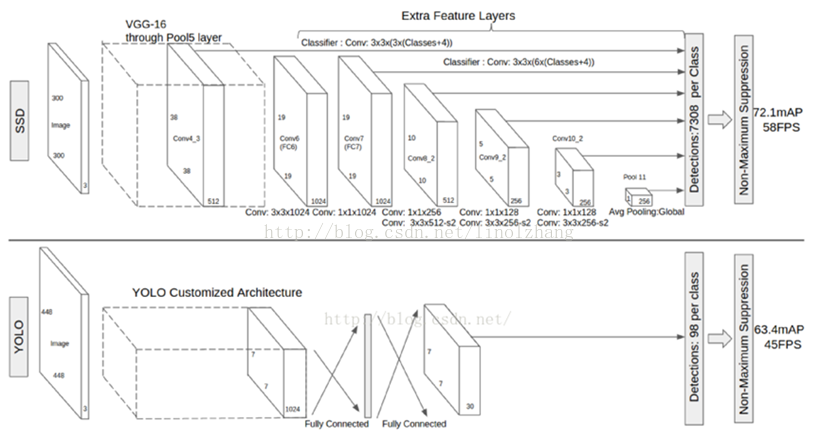 Extra Feature Layers
VGG-16
through Pool5 layer
Classifier : Conv: 3x3x(3x(Classes+4))
Classifier : Conv: 3x3x(6x(Classes+4))
SSD
300
Image
300
3
38
Conv4_3
38
512
19
Conv6
(FC6)
19
1024
19
Conv7
(FC7)
19
1024
10
Conv8_2
10
512
5
Conv9_2
5
256
Conv10_2
3
3
256
Pool 11
1
256
Conv: 3x3x1024
Conv: 1x1x1024
Conv: 1x1x256
Conv: 3x3x512-s2
Conv: 1x1x128
Conv: 3x3x256-s2
Conv: 1x1x128
Conv: 3x3x256-s2
Avg Pooling:Global
Detections:7308 per Class
Non-Maximum Suppression
72.1mAP
58FPS
http://blog.csdn.net/linolzhang
YOLO
448
Image
448
3
YOLO Customized Architecture
7
7
1024
Fully Connected
Fully Connected
7
7
30
http://blog.csdn.net/
Detections: 98 per class
Non-Maximum Suppression
63.4mAP
45FPS